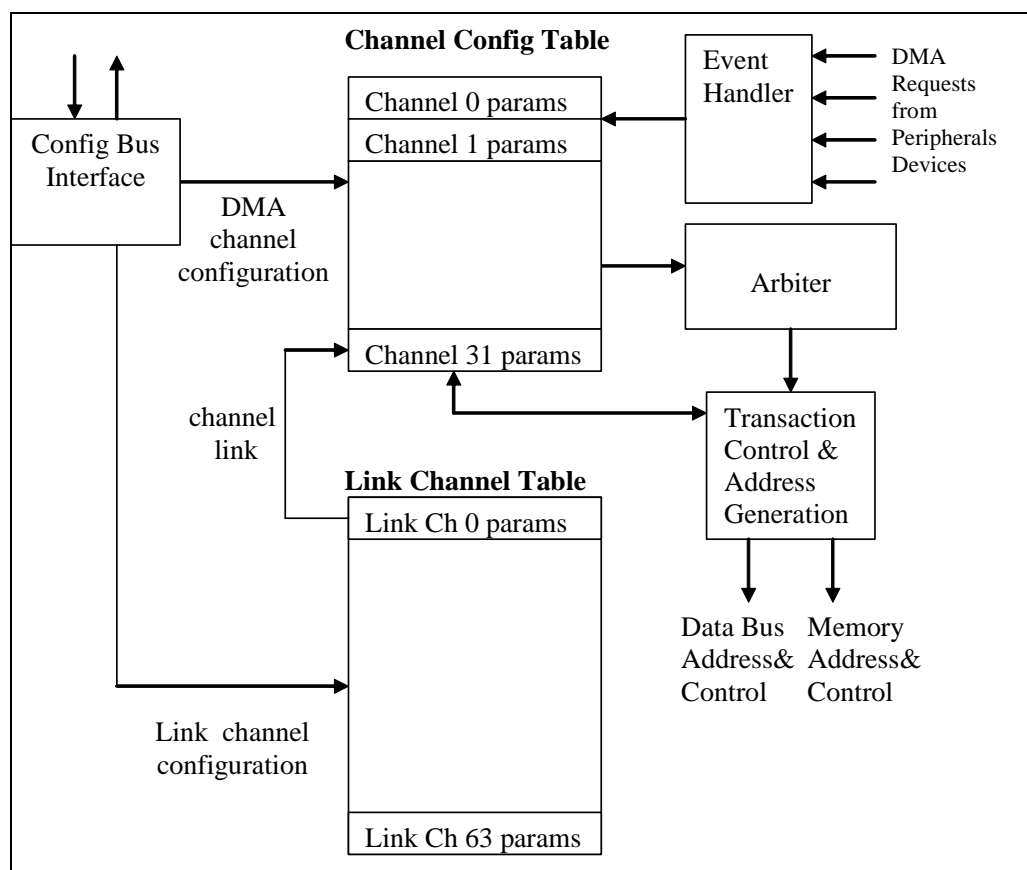 Channel Config Table
Channel 0 params
Channel 1 params
Channel 31 params
Event
Handler
DMA
Requests
from
Peripherals
Devices
Config Bus
Interface
DMA
channel
configuration
Arbiter
channel
link
Transaction
Control &
Address
Generation
Link Channel Table
Link Ch 0 params
Link Ch 63 params
Data Bus
Address&
Control
Memory
Address&
Control
Link channel
configuration